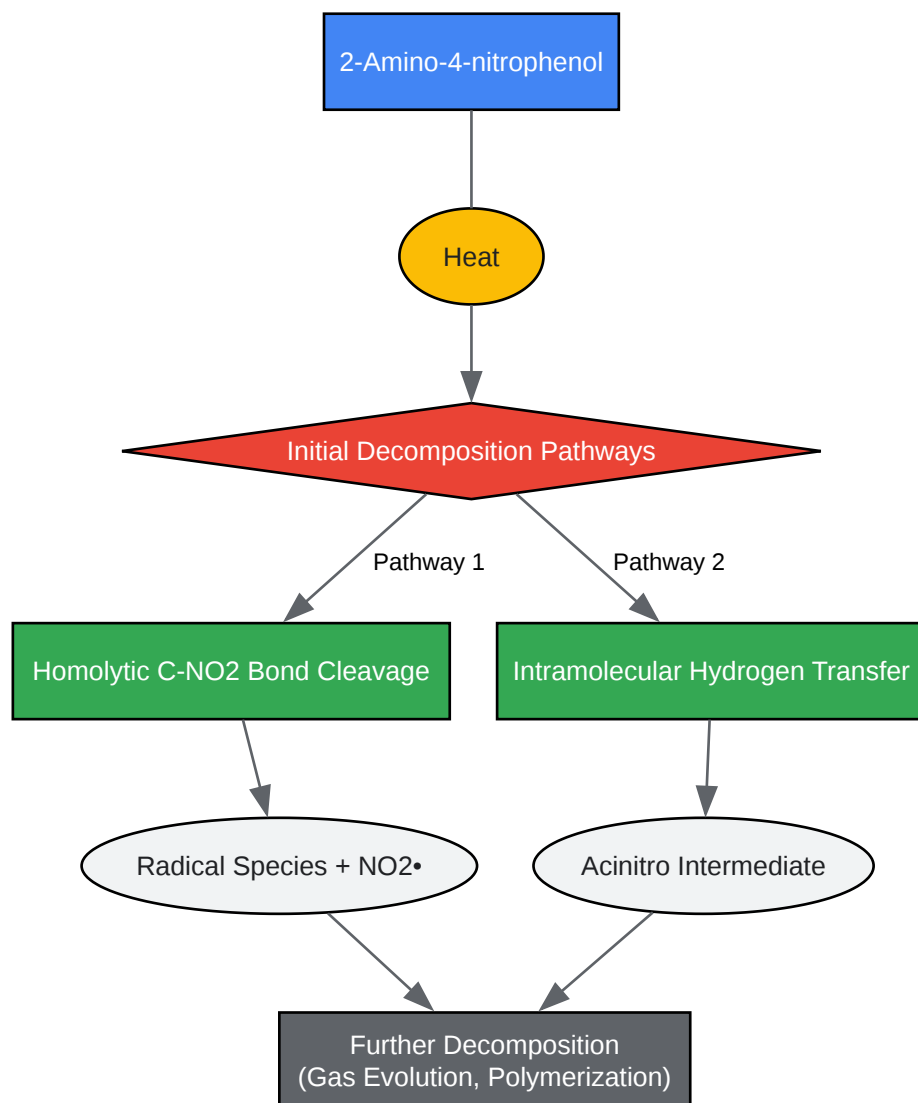 2-Amino-4-nitrophenol
Heat
Initial Decomposition Pathways
Pathway 1
Pathway 2
Homolytic C-NO2 Bond Cleavage
Intramolecular Hydrogen Transfer
Radical Species + NO2•
Acinitro Intermediate
Further Decomposition
(Gas Evolution, Polymerization)